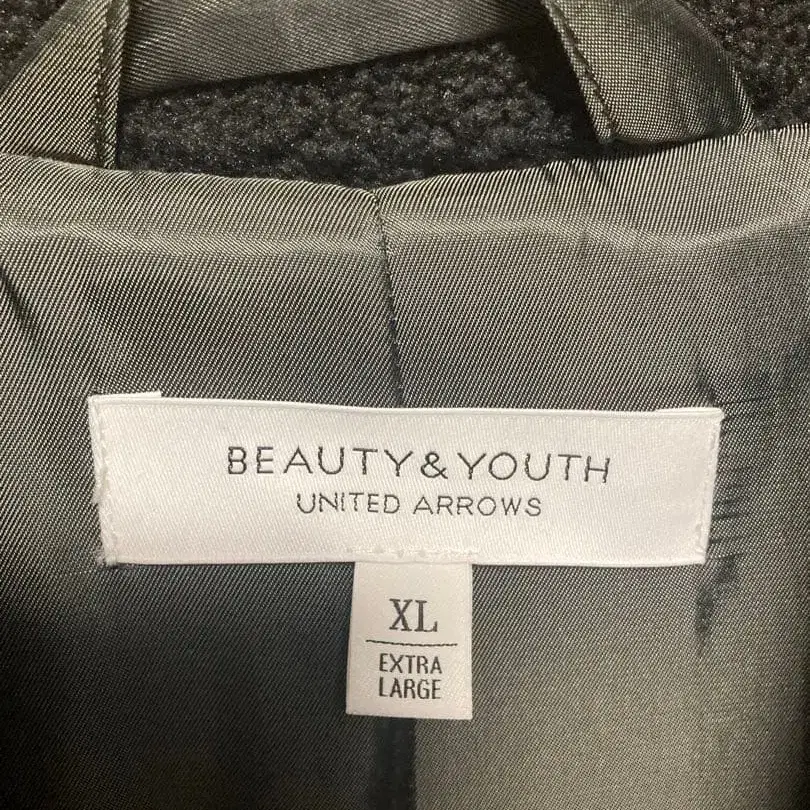 BEAUTY&YOUTH
UNITED ARROWS
XL
EXTRA
LARGE